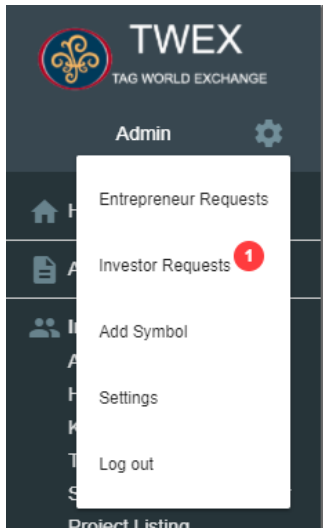 TWEX
TAG WORLD EXCHANGE
Admin
Entrepreneur Requests
Investor Requests 1
Add Symbol
Settings
Log out
Project Listing